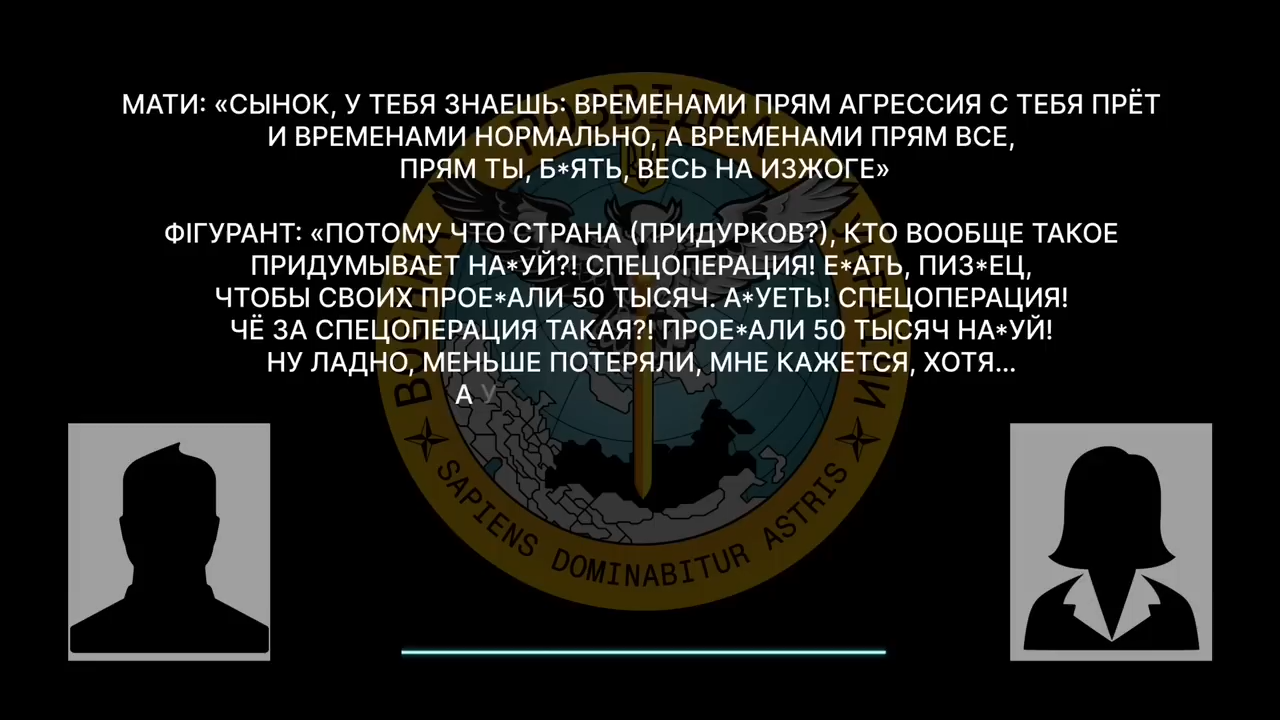 МАТИ: «СЫНОК, У ТЕБЯ ЗНАЕШЬ: ВРЕМЕНАМИ ПРЯМ АГРЕССИЯ С ТЕБЯ ПРЁТ
И ВРЕМЕНАМИ НОРМАЛЬНО, А ВРЕМЕНАМИ ПРЯМ ВСЕ,
ПРЯМ ТЫ, Б*ЯТЬ, ВЕСЬ НА ИЗЖОГЕ»
ФІГУРАНТ: «ПОТОМУ ЧТО СТРАНА (ПРИДУРКОВ?), КТО ВООБЩЕ ТАКОЕ
ПРИДУМЫВАЕТ НА*УЙ?! СПЕЦОПЕРАЦИЯ! Е*АТЬ, ПИЗ*ЕЦ,
ЧТОБЫ СВОИХ ПРОЕ*АЛИ 50 ТЫСЯЧ. А*УЕТЬ! СПЕЦОПЕРАЦИЯ!
ЧЁ ЗА СПЕЦОПЕРАЦИЯ ТАКАЯ?! ПРОЕ*АЛИ 50 ТЫСЯЧ НА*УЙ!
НУ ЛАДНО, МЕНЬШЕ ПОТЕРЯЛИ, МНЕ КАЖЕТСЯ, ХОТЯ...
А У
SAPIENS DOMINABITUR ASTRIS